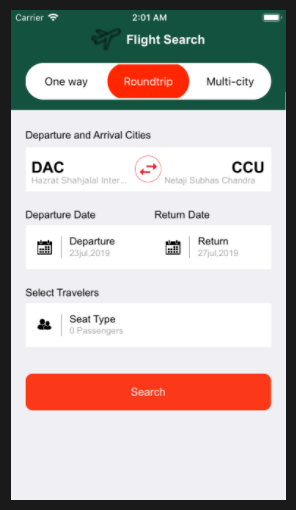 Carrier 2:01 AM
Flight Search
One way Roundtrip Multi-city
Departure and Arrival Cities
DAC CCU
Hazrat Shahjalal Inter... Netaji Subhas Chandra
Departure Date Return Date
Departure Return
23jul,2019 27jul,2019
Select Travelers
Seat Type
0 Passengers
Search